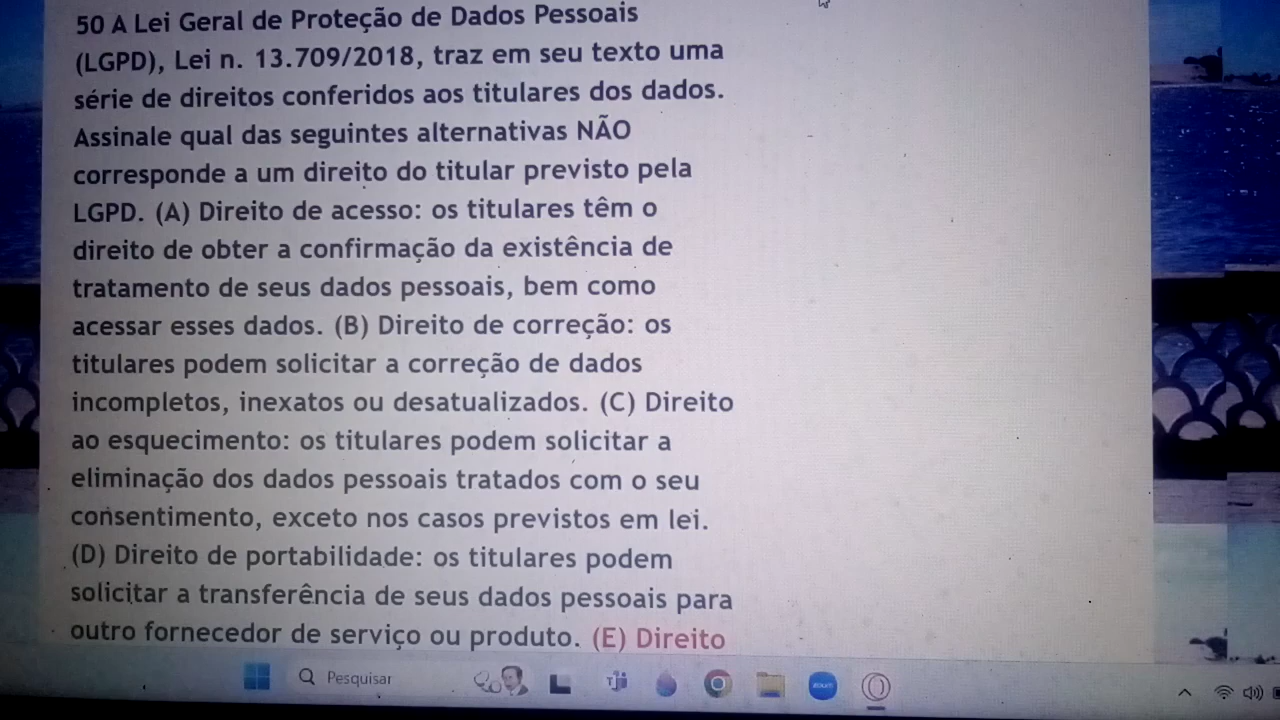 50 A Lei Geral de Proteção de Dados Pessoais
(LGPD), Lei n. 13.709/2018, traz em seu texto uma
série de direitos conferidos aos titulares dos dados.
Assinale qual das seguintes alternativas NÃO
corresponde a um direito do titular previsto pela
LGPD. (A) Direito de acesso: os titulares têm o
direito de obter a confirmação da existência de
tratamento de seus dados pessoais, bem como
acessar esses dados. (B) Direito de correção: os
titulares podem solicitar a correção de dados
incompletos, inexatos ou desatualizados. (C) Direito
ao esquecimento: os titulares podem solicitar a
eliminação dos dados pessoais tratados com o seu
consentimento, exceto nos casos previstos em lei.
(D) Direito de portabilidade: os titulares podem
solicitar a transferência de seus dados pessoais para
outro fornecedor de serviço ou produto. (E) Direito
Pesquisar
zoom